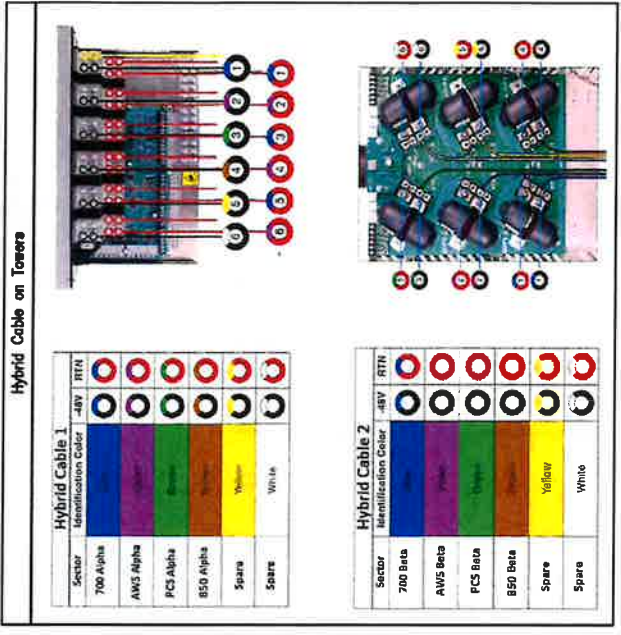 Hybrid Cable on Towers
Hybrid Cable 1
Sector Identification Color -48V RTN
700 Alpha
AWS Alpha
PCS Alpha
850 Alpha
Spare Yellow
Spare White
1 2 3 4 5 6
1 2 3 4 5 6
Hybrid Cable 2
Sector Identification Color -48V RTN
700 Beta
AWS Beta
PCS Beta
850 Beta
Spare Yellow
Spare White